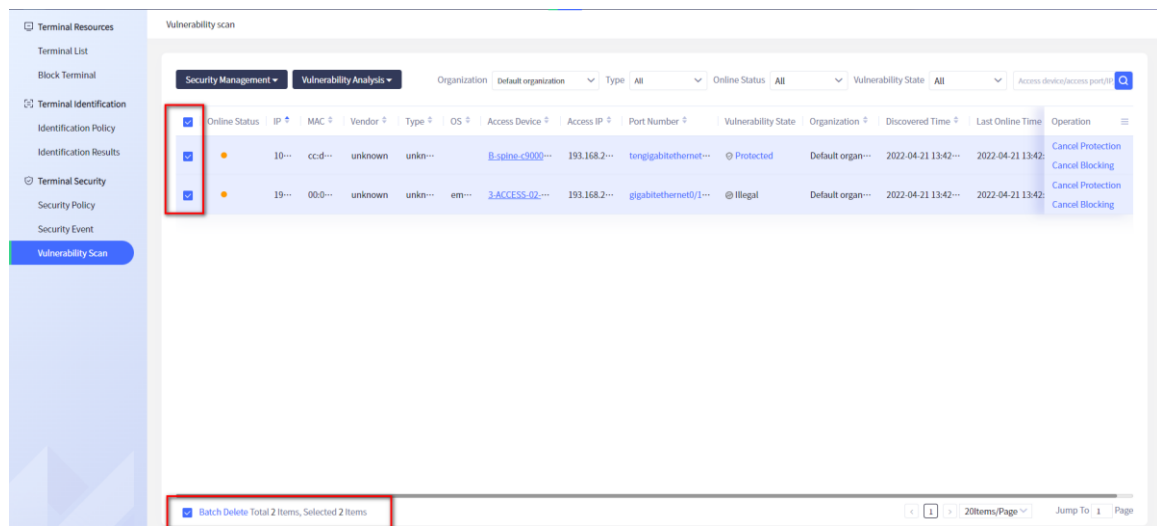 Terminal Resources
Terminal List
Block Terminal
Terminal Identification
Identification Policy
Identification Results
Terminal Security
Security Policy
Security Event
Vulnerability Scan
Vulnerability scan
Security Management Vulnerability Analysis Organization Default organization Type All Online Status All Vulnerability State All Access device/access port/IP
Online Status IP MAC Vendor Type OS Access Device Access IP Port Number Vulnerability State Organization Discovered Time Last Online Time Operation
10··· cc:d··· unknown unkn··· B-spine-c9000··· 193.168.2··· tengigabitethernet··· Protected Default organ··· 2022-04-21 13:42··· 2022-04-21 13:42: Cancel Protection
Cancel Blocking
19··· 00:0··· unknown unkn··· em··· 3-ACCESS-02-··· 193.168.2··· gigabitethernet0/1··· Illegal Default organ··· 2022-04-21 13:42··· 2022-04-21 13:42: Cancel Protection
Cancel Blocking
Batch Delete Total 2 Items, Selected 2 Items
1 20Items/Page Jump To 1 Page